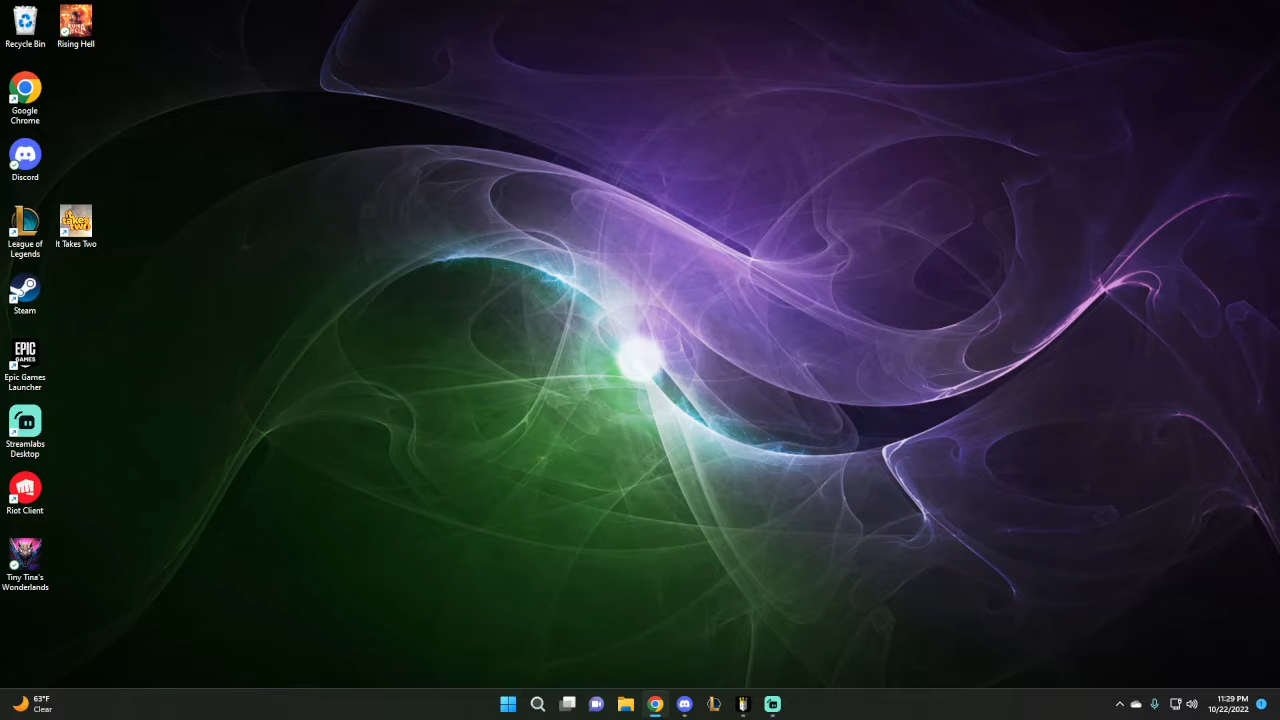 Recycle Bin
Rising Hell
Google
Chrome
Discord
League of
Legends
It Takes Two
Steam
EPIC
GAMES
Epic Games
Launcher
Streamlabs
Desktop
Riot Client
Tiny Tina's
Wonderlands
63°F
Clear
11:29 PM
10/22/2022
1